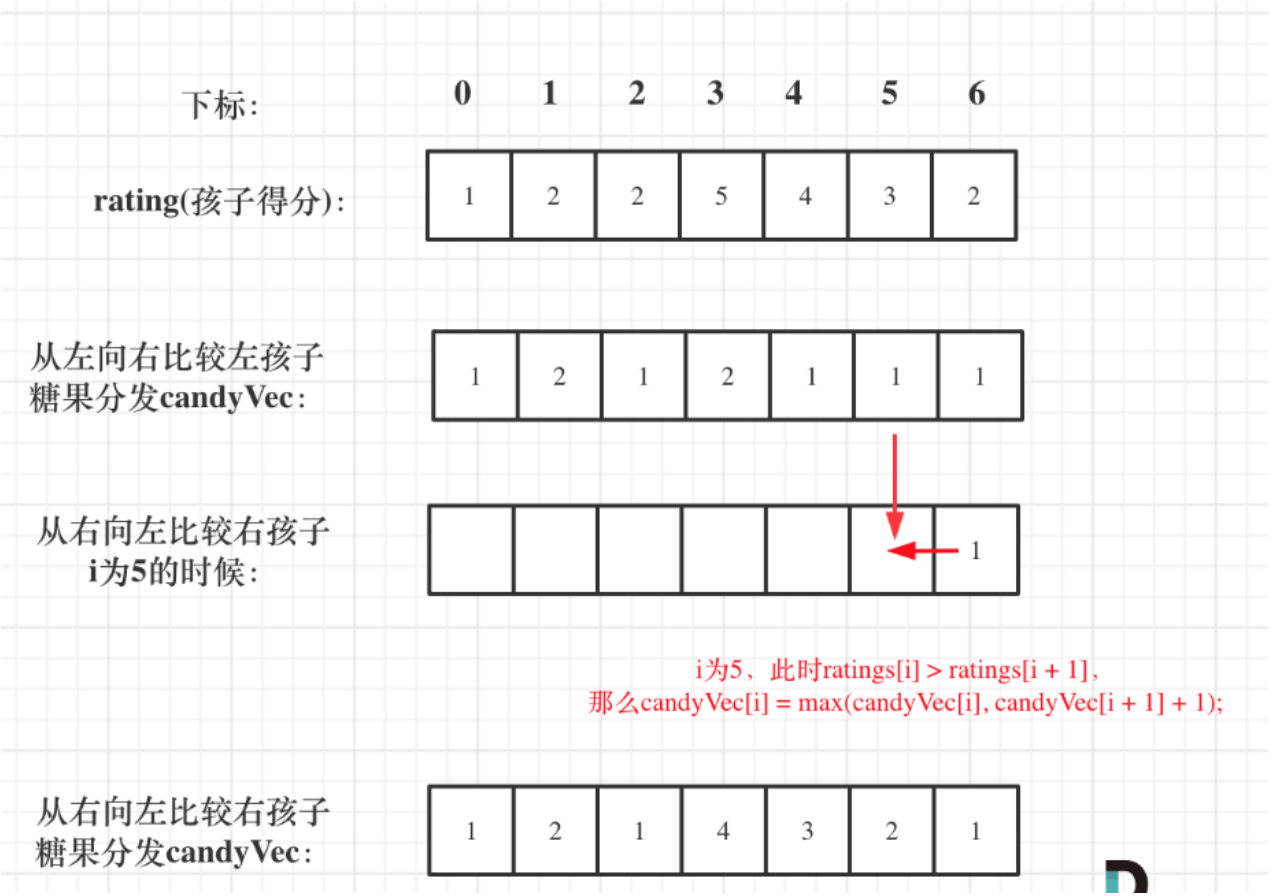 下标： 0 1 2 3 4 5 6
rating(孩子得分)： 1 2 2 5 4 3 2
从左向右比较左孩子
糖果分发candyVec： 1 2 1 2 1 1 1
从右向左比较右孩子
i为5的时候： 1
i为5，此时ratings[i] > ratings[i + 1]，
那么candyVec[i] = max(candyVec[i], candyVec[i + 1] + 1);
从右向左比较右孩子
糖果分发candyVec： 1 2 1 4 3 2 1